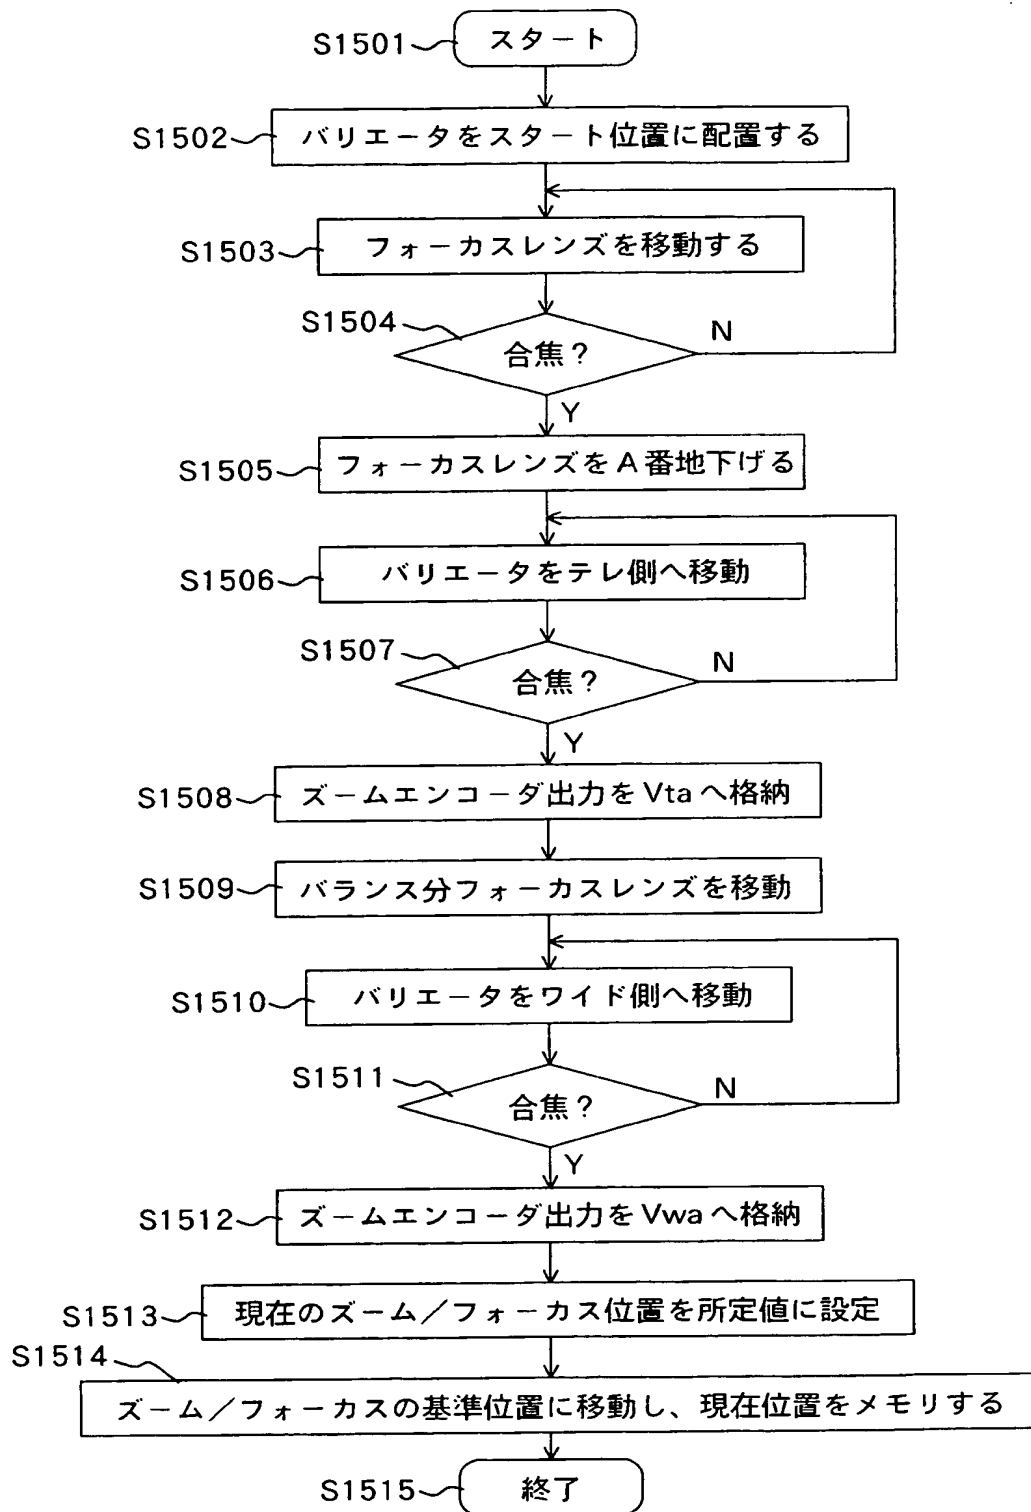 S1501 スタート
S1502 バリエータをスタート位置に配置する
S1503 フォーカスレンズを移動する
S1504 合焦？ N
Y
S1505 フォーカスレンズをA番地下げる
S1506 バリエータをテレ側へ移動
S1507 合焦？ N
Y
S1508 ズームエンコーダ出力をVtaへ格納
S1509 バランス分フォーカスレンズを移動
S1510 バリエータをワイド側へ移動
S1511 合焦？ N
Y
S1512 ズームエンコーダ出力をVwaへ格納
S1513 現在のズーム／フォーカス位置を所定値に設定
S1514
ズーム／フォーカスの基準位置に移動し、現在位置をメモリする
S1515 終了